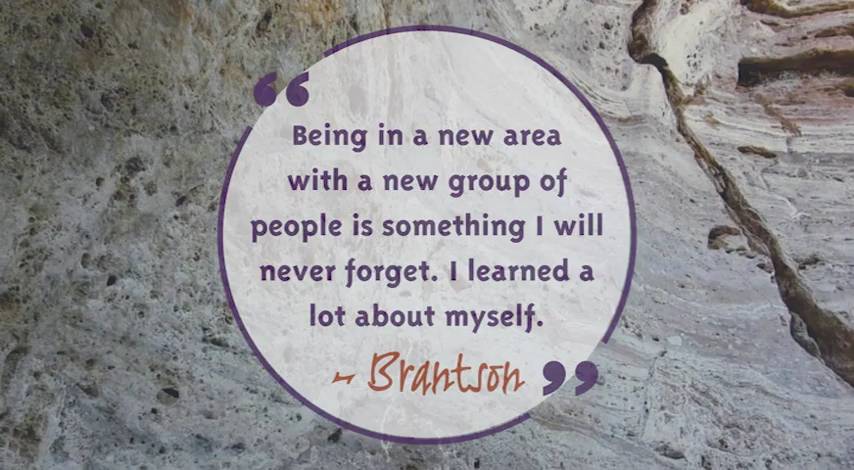 “
Being in a new area
with a new group of
people is something I will
never forget. I learned a
lot about myself.
~ Brantson ”